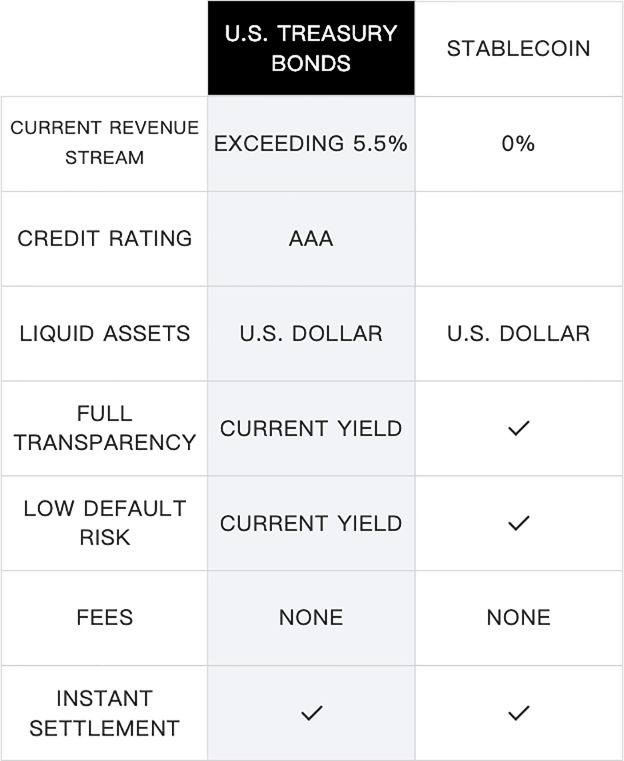 U.S. TREASURY
BONDS
STABLECOIN
CURRENT REVENUE
STREAM
EXCEEDING 5.5%
0%
CREDIT RATING
AAA
LIQUID ASSETS
U.S. DOLLAR
U.S. DOLLAR
FULL
TRANSPARENCY
CURRENT YIELD
✓
LOW DEFAULT
RISK
CURRENT YIELD
✓
FEES
NONE
NONE
INSTANT
SETTLEMENT
✓
✓